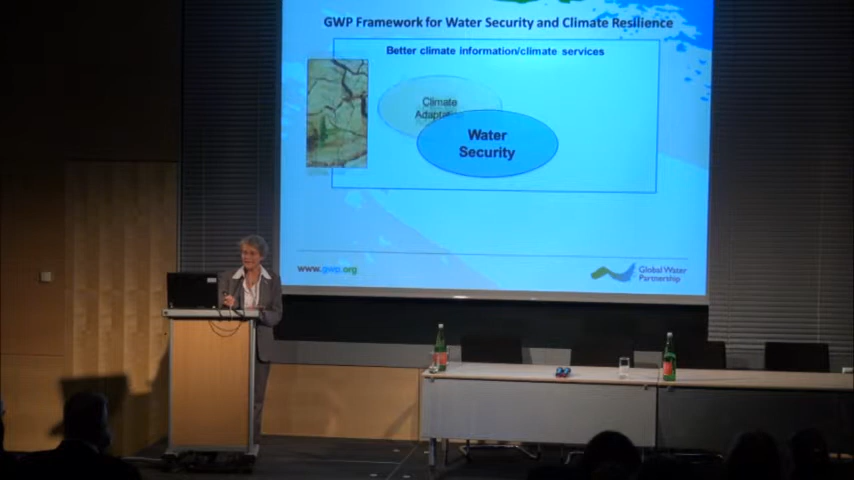 GWP Framework for Water Security and Climate Resilience
Better climate information/climate services
Climate
Adaptation
Water
Security
www.gwp.org
Global Water
Partnership